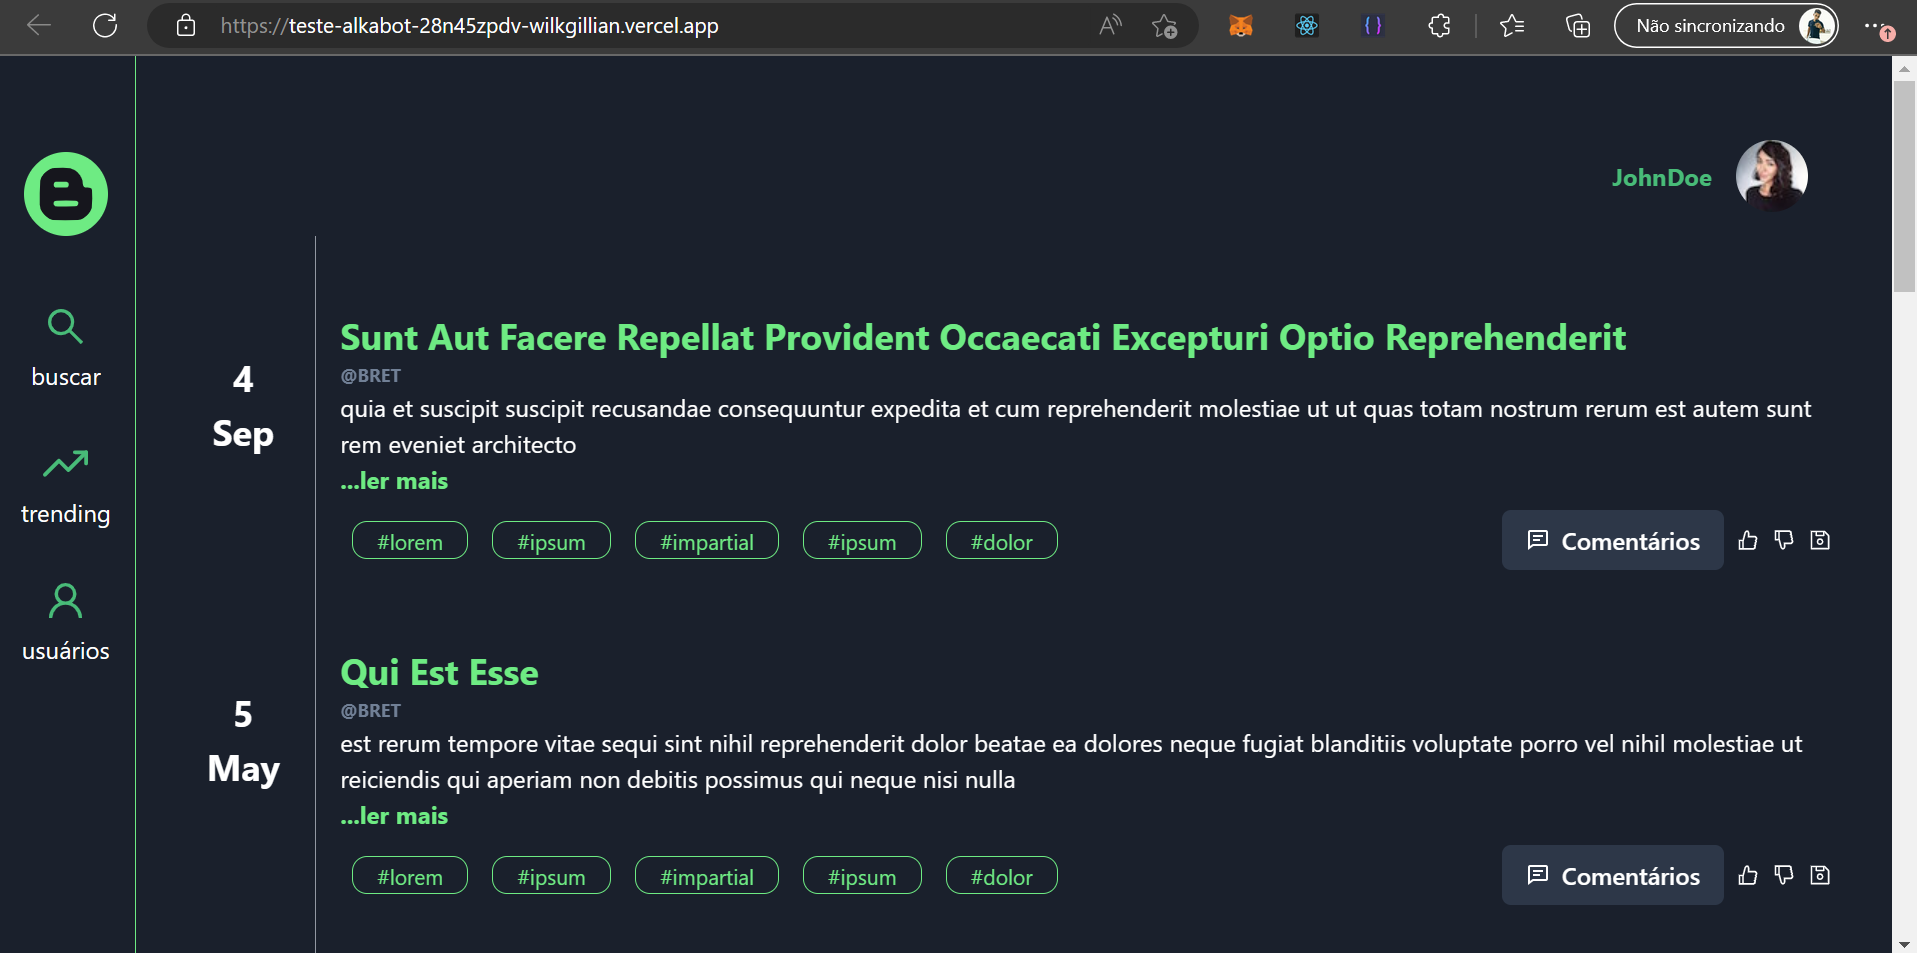 https://teste-alkabot-28n45zpdv-wilkgillian.vercel.app
Não sincronizando
JohnDoe
buscar
trending
usuários
4
Sep
Sunt Aut Facere Repellat Provident Occaecati Excepturi Optio Reprehenderit
@BRET
quia et suscipit suscipit recusandae consequuntur expedita et cum reprehenderit molestiae ut ut quas totam nostrum rerum est autem sunt
rem eveniet architecto
...ler mais
#lorem #ipsum #impartial #ipsum #dolor
Comentários
5
May
Qui Est Esse
@BRET
est rerum tempore vitae sequi sint nihil reprehenderit dolor beatae ea dolores neque fugiat blanditiis voluptate porro vel nihil molestiae ut
reiciendis qui aperiam non debitis possimus qui neque nisi nulla
...ler mais
#lorem #ipsum #impartial #ipsum #dolor
Comentários